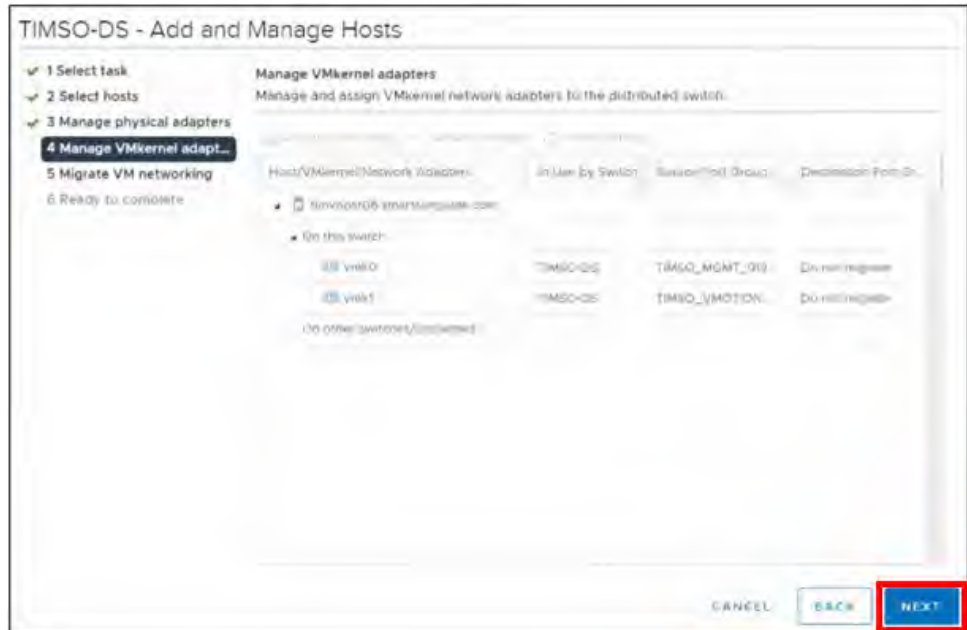 TIMSO-DS - Add and Manage Hosts
1 Select task
2 Select hosts
3 Manage physical adapters
4 Manage VMkernel adapt...
5 Migrate VM networking
6 Ready to complete
Manage VMkernel adapters
Manage and assign VMkernel network adapters to the distributed switch.
Host/VMkernel Network Adapters In Use by Switch Source Port Group Destination Port Gr...
On this switch
vmk0 TIMSO-DS TIMSO_MGMT_ Do not migrate
vmk1 TIMSO-DS TIMSO_VMOTION Do not migrate
On other switches/unclaimed
CANCEL BACK NEXT